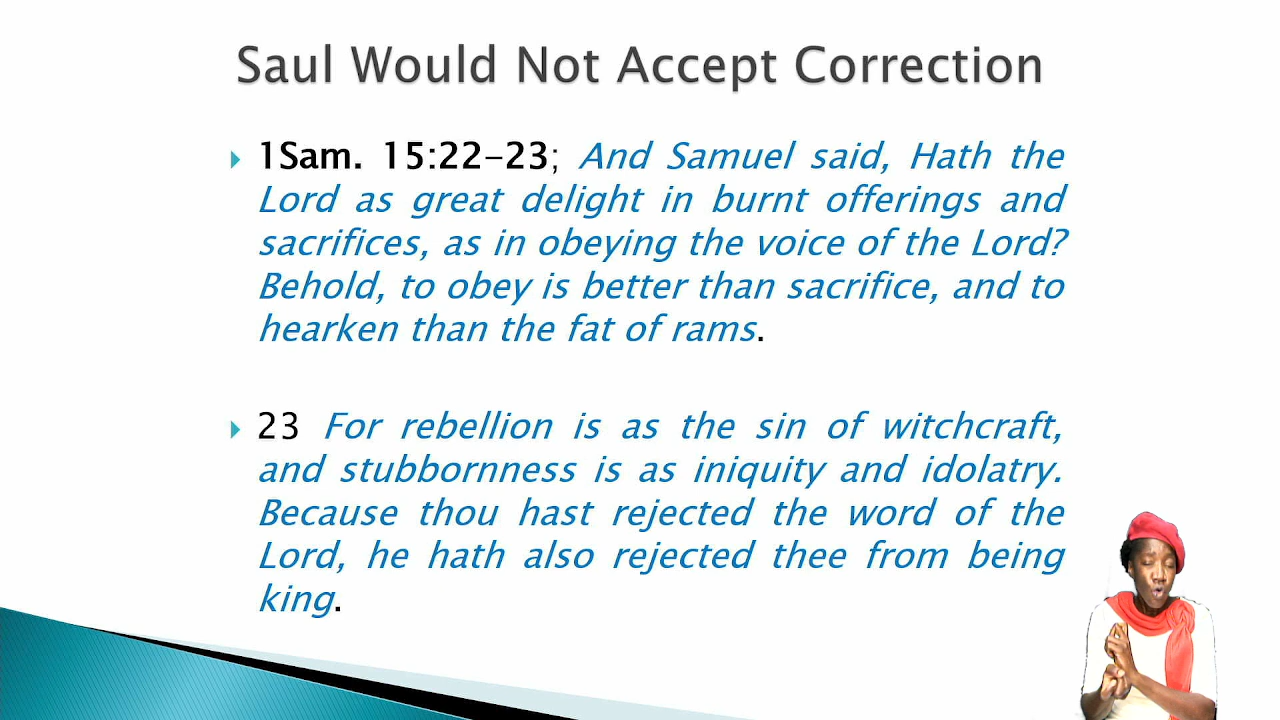 Saul Would Not Accept Correction
1Sam. 15:22-23; And Samuel said, Hath the
Lord as great delight in burnt offerings and
sacrifices, as in obeying the voice of the Lord?
Behold, to obey is better than sacrifice, and to
hearken than the fat of rams.
23 For rebellion is as the sin of witchcraft,
and stubbornness is as iniquity and idolatry.
Because thou hast rejected the word of the
Lord, he hath also rejected thee from being
king.